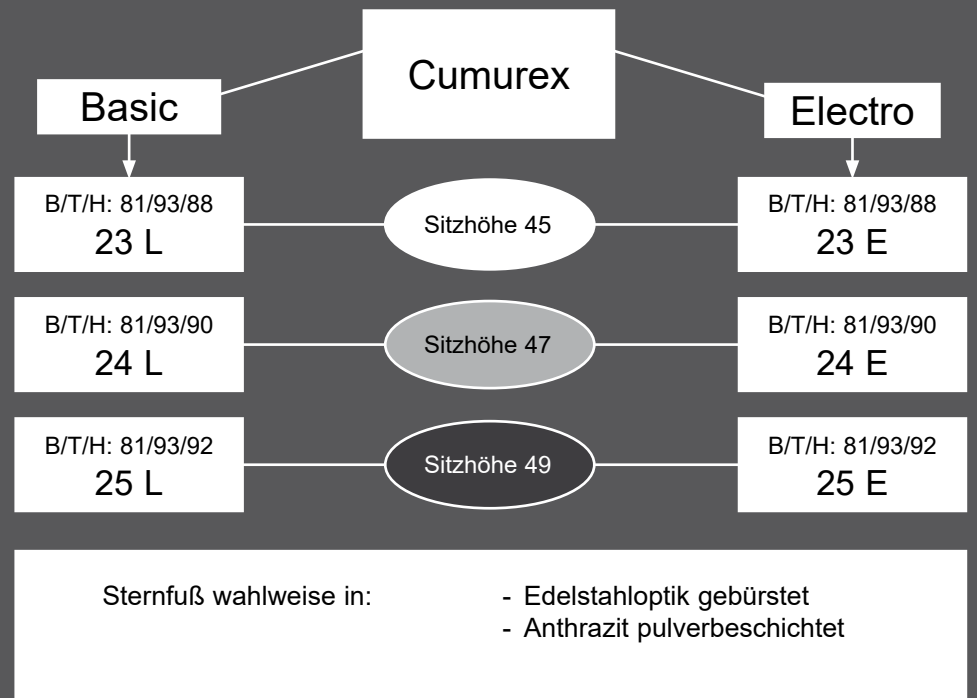 Cumurex
Basic
Electro
B/T/H: 81/93/88
23 L
Sitzhöhe 45
B/T/H: 81/93/88
23 E
B/T/H: 81/93/90
24 L
Sitzhöhe 47
B/T/H: 81/93/90
24 E
B/T/H: 81/93/92
25 L
Sitzhöhe 49
B/T/H: 81/93/92
25 E
Sternfuß wahlweise in:
- Edelstahloptik gebürstet
- Anthrazit pulverbeschichtet